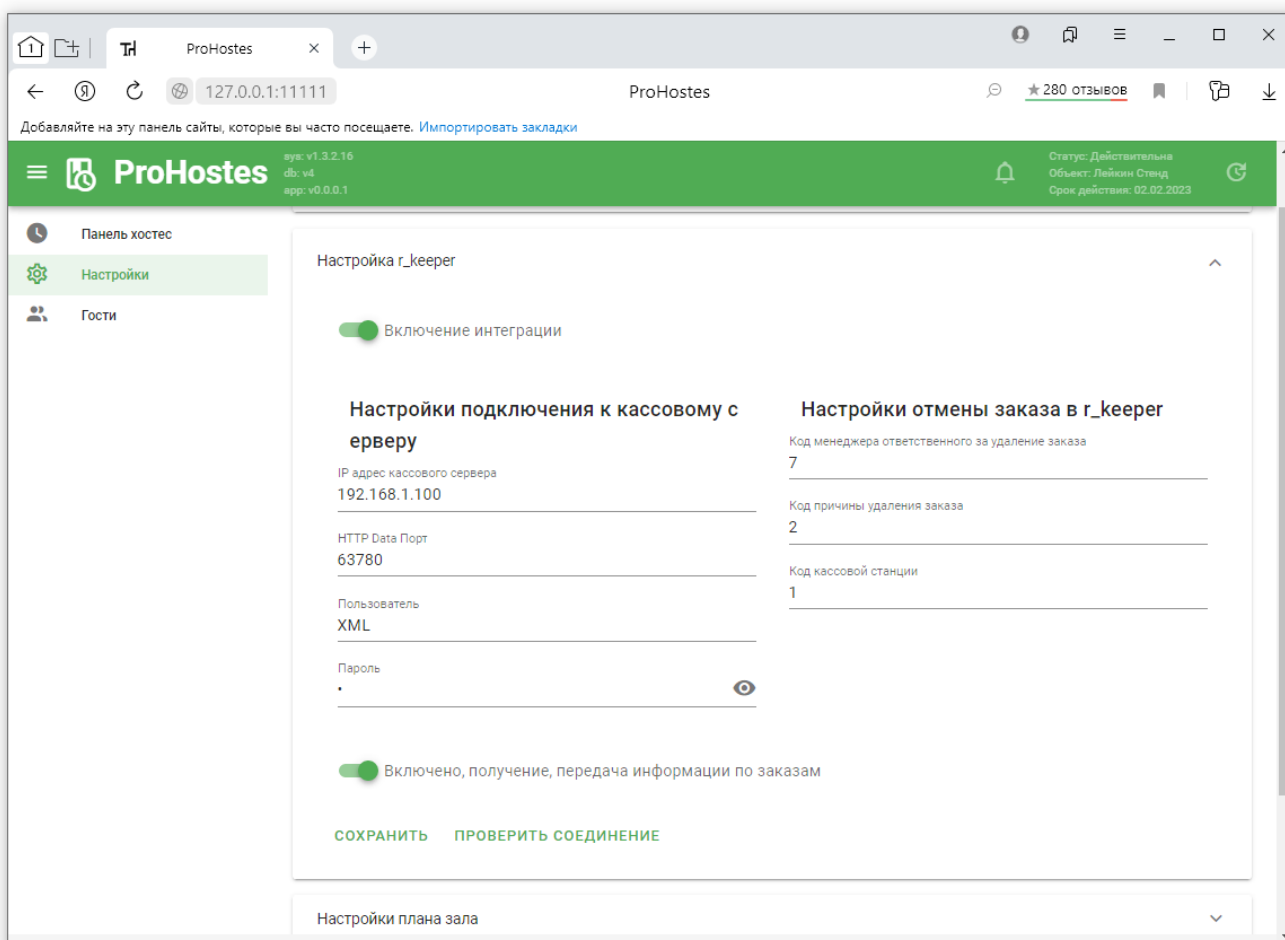 1
ProHostes
127.0.0.1:11111
ProHostes
280 отзывов
Добавляйте на эту панель сайты, которые вы часто посещаете. Импортировать закладки
ProHostes
sys: v1.3.2.16
db: v4
app: v0.0.0.1
Статус: Действительна
Объект: Лейкин Стенд
Срок действия: 02.02.2023
Панель хостес
Настройки
Гости
Настройка r_keeper
Включение интеграции
Настройки подключения к кассовому с
ерверу
IP адрес кассового сервера
192.168.1.100
HTTP Data Порт
63780
Пользователь
XML
Пароль
•
Настройки отмены заказа в r_keeper
Код менеджера ответственного за удаление заказа
7
Код причины удаления заказа
2
Код кассовой станции
1
Включено, получение, передача информации по заказам
СОХРАНИТЬ ПРОВЕРИТЬ СОЕДИНЕНИЕ
Настройки плана зала